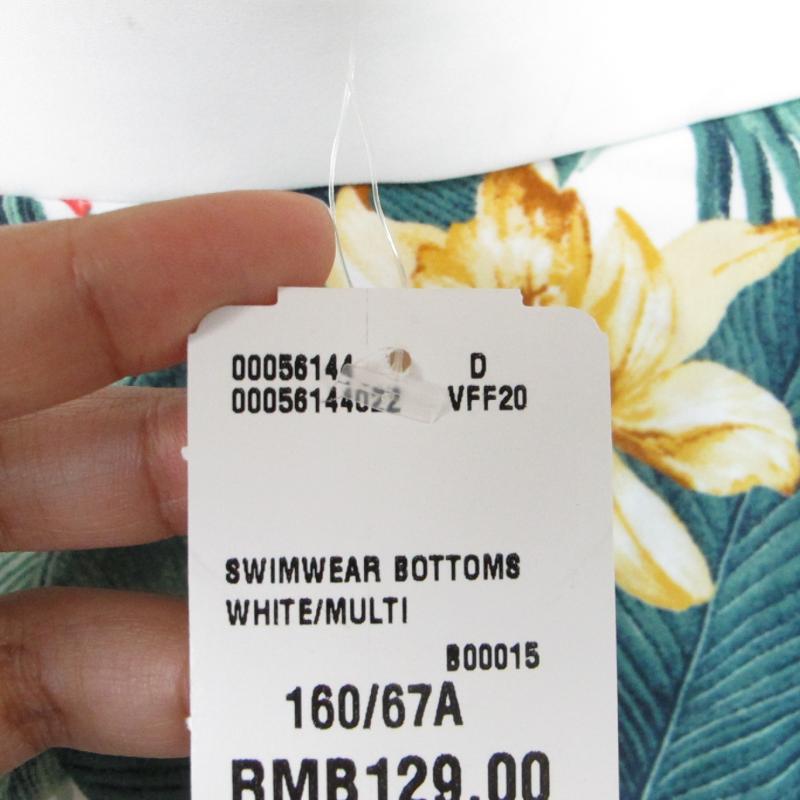 00056144 D
00056144022 VFF20
SWIMWEAR BOTTOMS
WHITE/MULTI
B00015
160/67A
RMB129.00